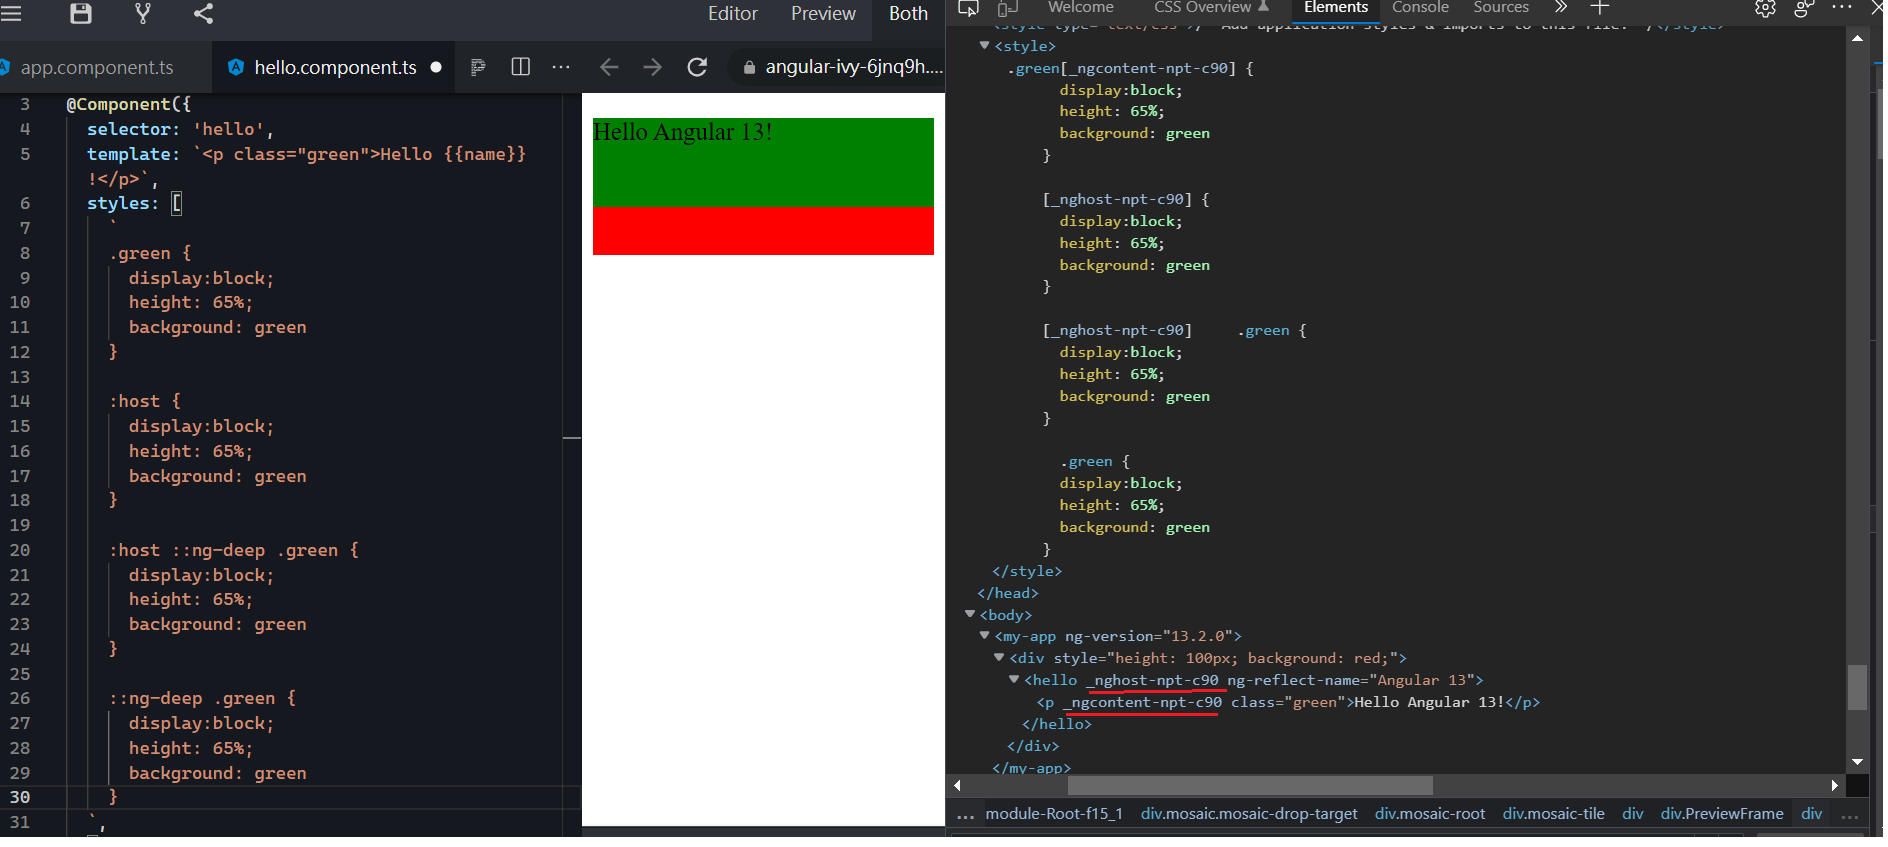 Editor Preview Both
app.component.ts hello.component.ts ● ···
angular-ivy-6jnq9h....
3 @Component({
4 selector: 'hello',
5 template: `<p class="green">Hello {{name}}
!</p>`,
6 styles: [
7 `
8 .green {
9 display:block;
10 height: 65%;
11 background: green
12 }
13
14 :host {
15 display:block;
16 height: 65%;
17 background: green
18 }
19
20 :host ::ng-deep .green {
21 display:block;
22 height: 65%;
23 background: green
24 }
25
26 ::ng-deep .green {
27 display:block;
28 height: 65%;
29 background: green
30 }
31 `,
Hello Angular 13!
Welcome CSS Overview Elements Console Sources » + ···
<style type="text/css">/* Add application styles & imports to this file. */</style>
<style>
.green[_ngcontent-npt-c90] {
display:block;
height: 65%;
background: green
}
[_nghost-npt-c90] {
display:block;
height: 65%;
background: green
}
[_nghost-npt-c90] .green {
display:block;
height: 65%;
background: green
}
.green {
display:block;
height: 65%;
background: green
}
</style>
</head>
<body>
<my-app ng-version="13.2.0">
<div style="height: 100px; background: red;">
<hello _nghost-npt-c90 ng-reflect-name="Angular 13">
<p _ngcontent-npt-c90 class="green">Hello Angular 13!</p>
</hello>
</div>
</my-app>
... module-Root-f15_1 div.mosaic.mosaic-drop-target div.mosaic-root div.mosaic-tile div div.PreviewFrame div ...